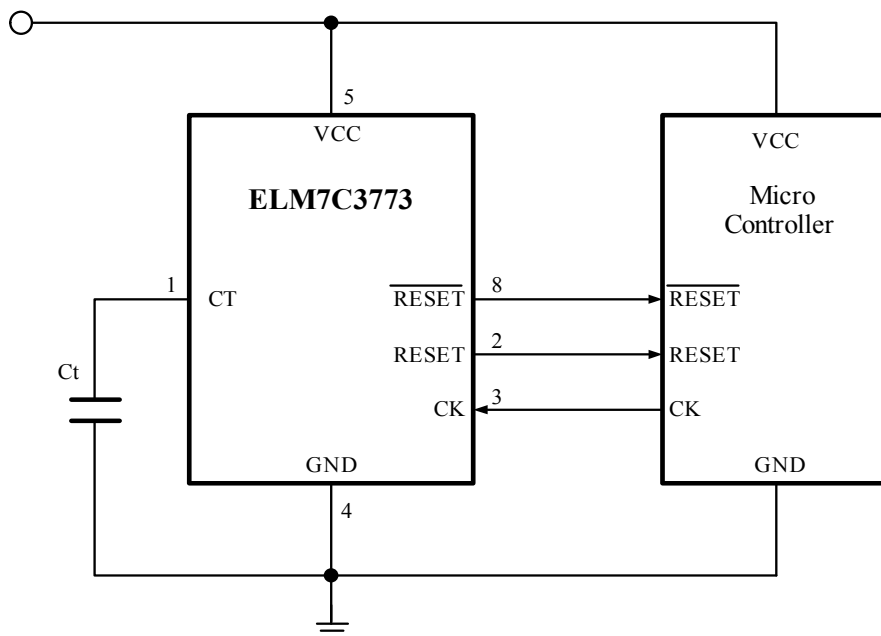 5
VCC
VCC
ELM7C3773
Micro
Controller
1
CT
RESET
8
RESET
RESET
2
RESET
Ct
CK
3
CK
GND
GND
4